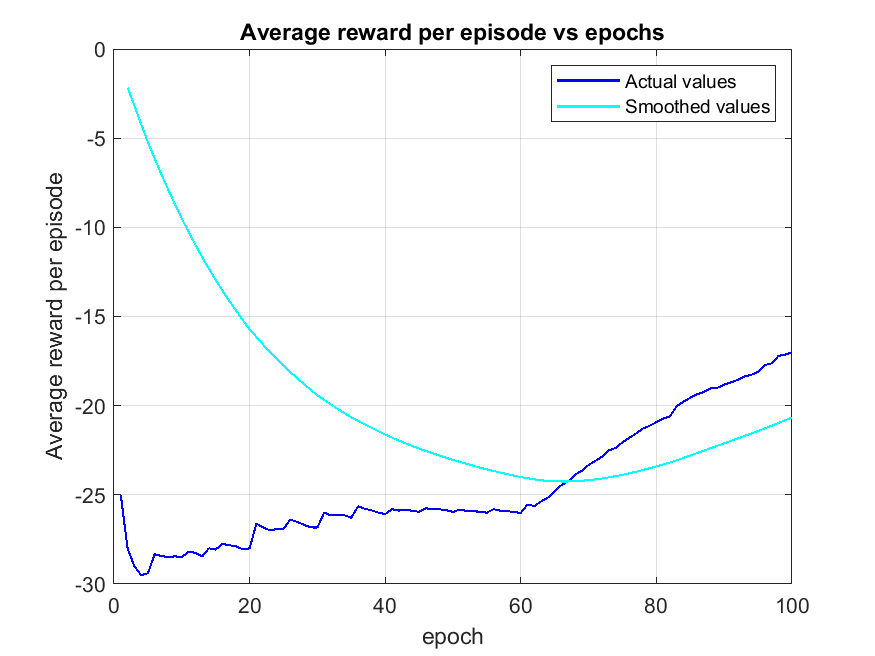 Average reward per episode vs epochs
Actual values
Smoothed values
Average reward per episode
0
-5
-10
-15
-20
-25
-30
0 20 40 60 80 100
epoch